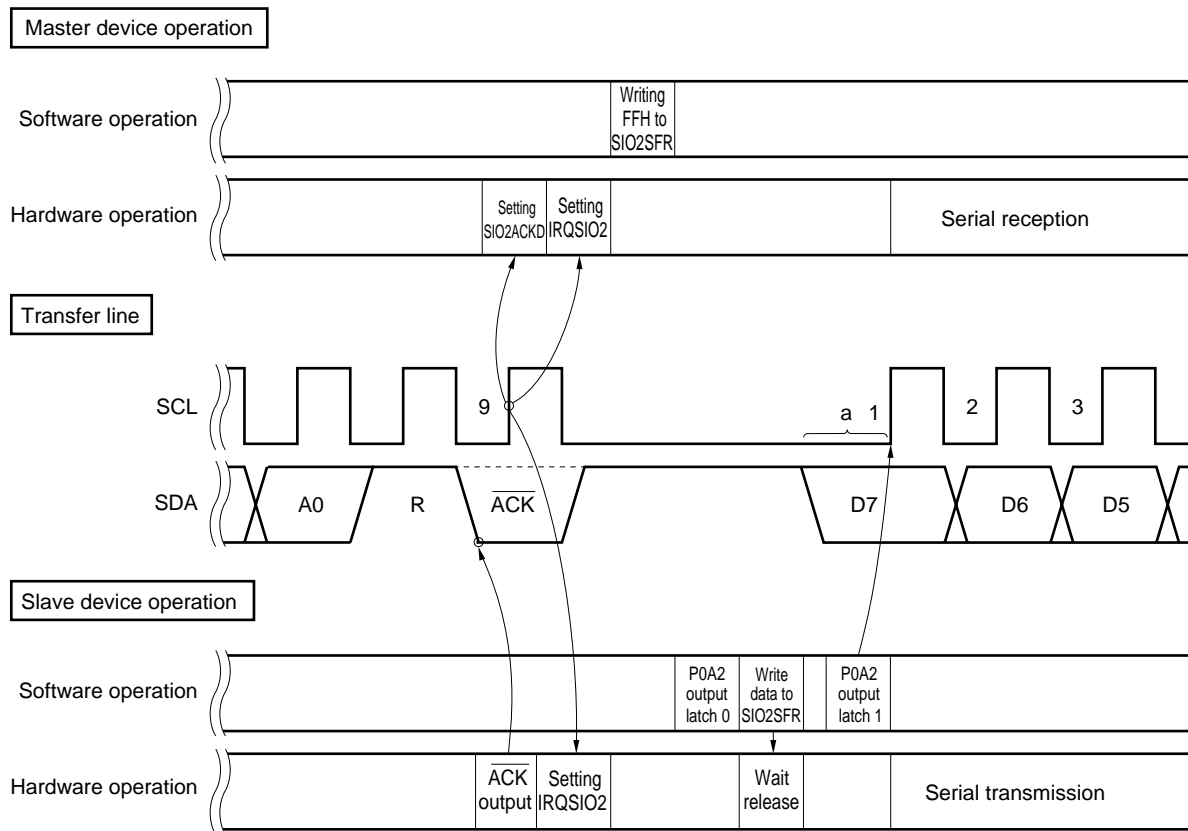 Master device operation
Software operation
Writing
FFH to
SIO2SFR
Hardware operation
Setting
SIO2ACKD
Setting
IRQSIO2
Serial reception
Transfer line
SCL
9
a 1
2
3
SDA
A0
R
ACK
D7
D6
D5
Slave device operation
Software operation
P0A2
output
latch 0
Write
data to
SIO2SFR
P0A2
output
latch 1
Hardware operation
ACK
output
Setting
IRQSIO2
Wait
release
Serial transmission